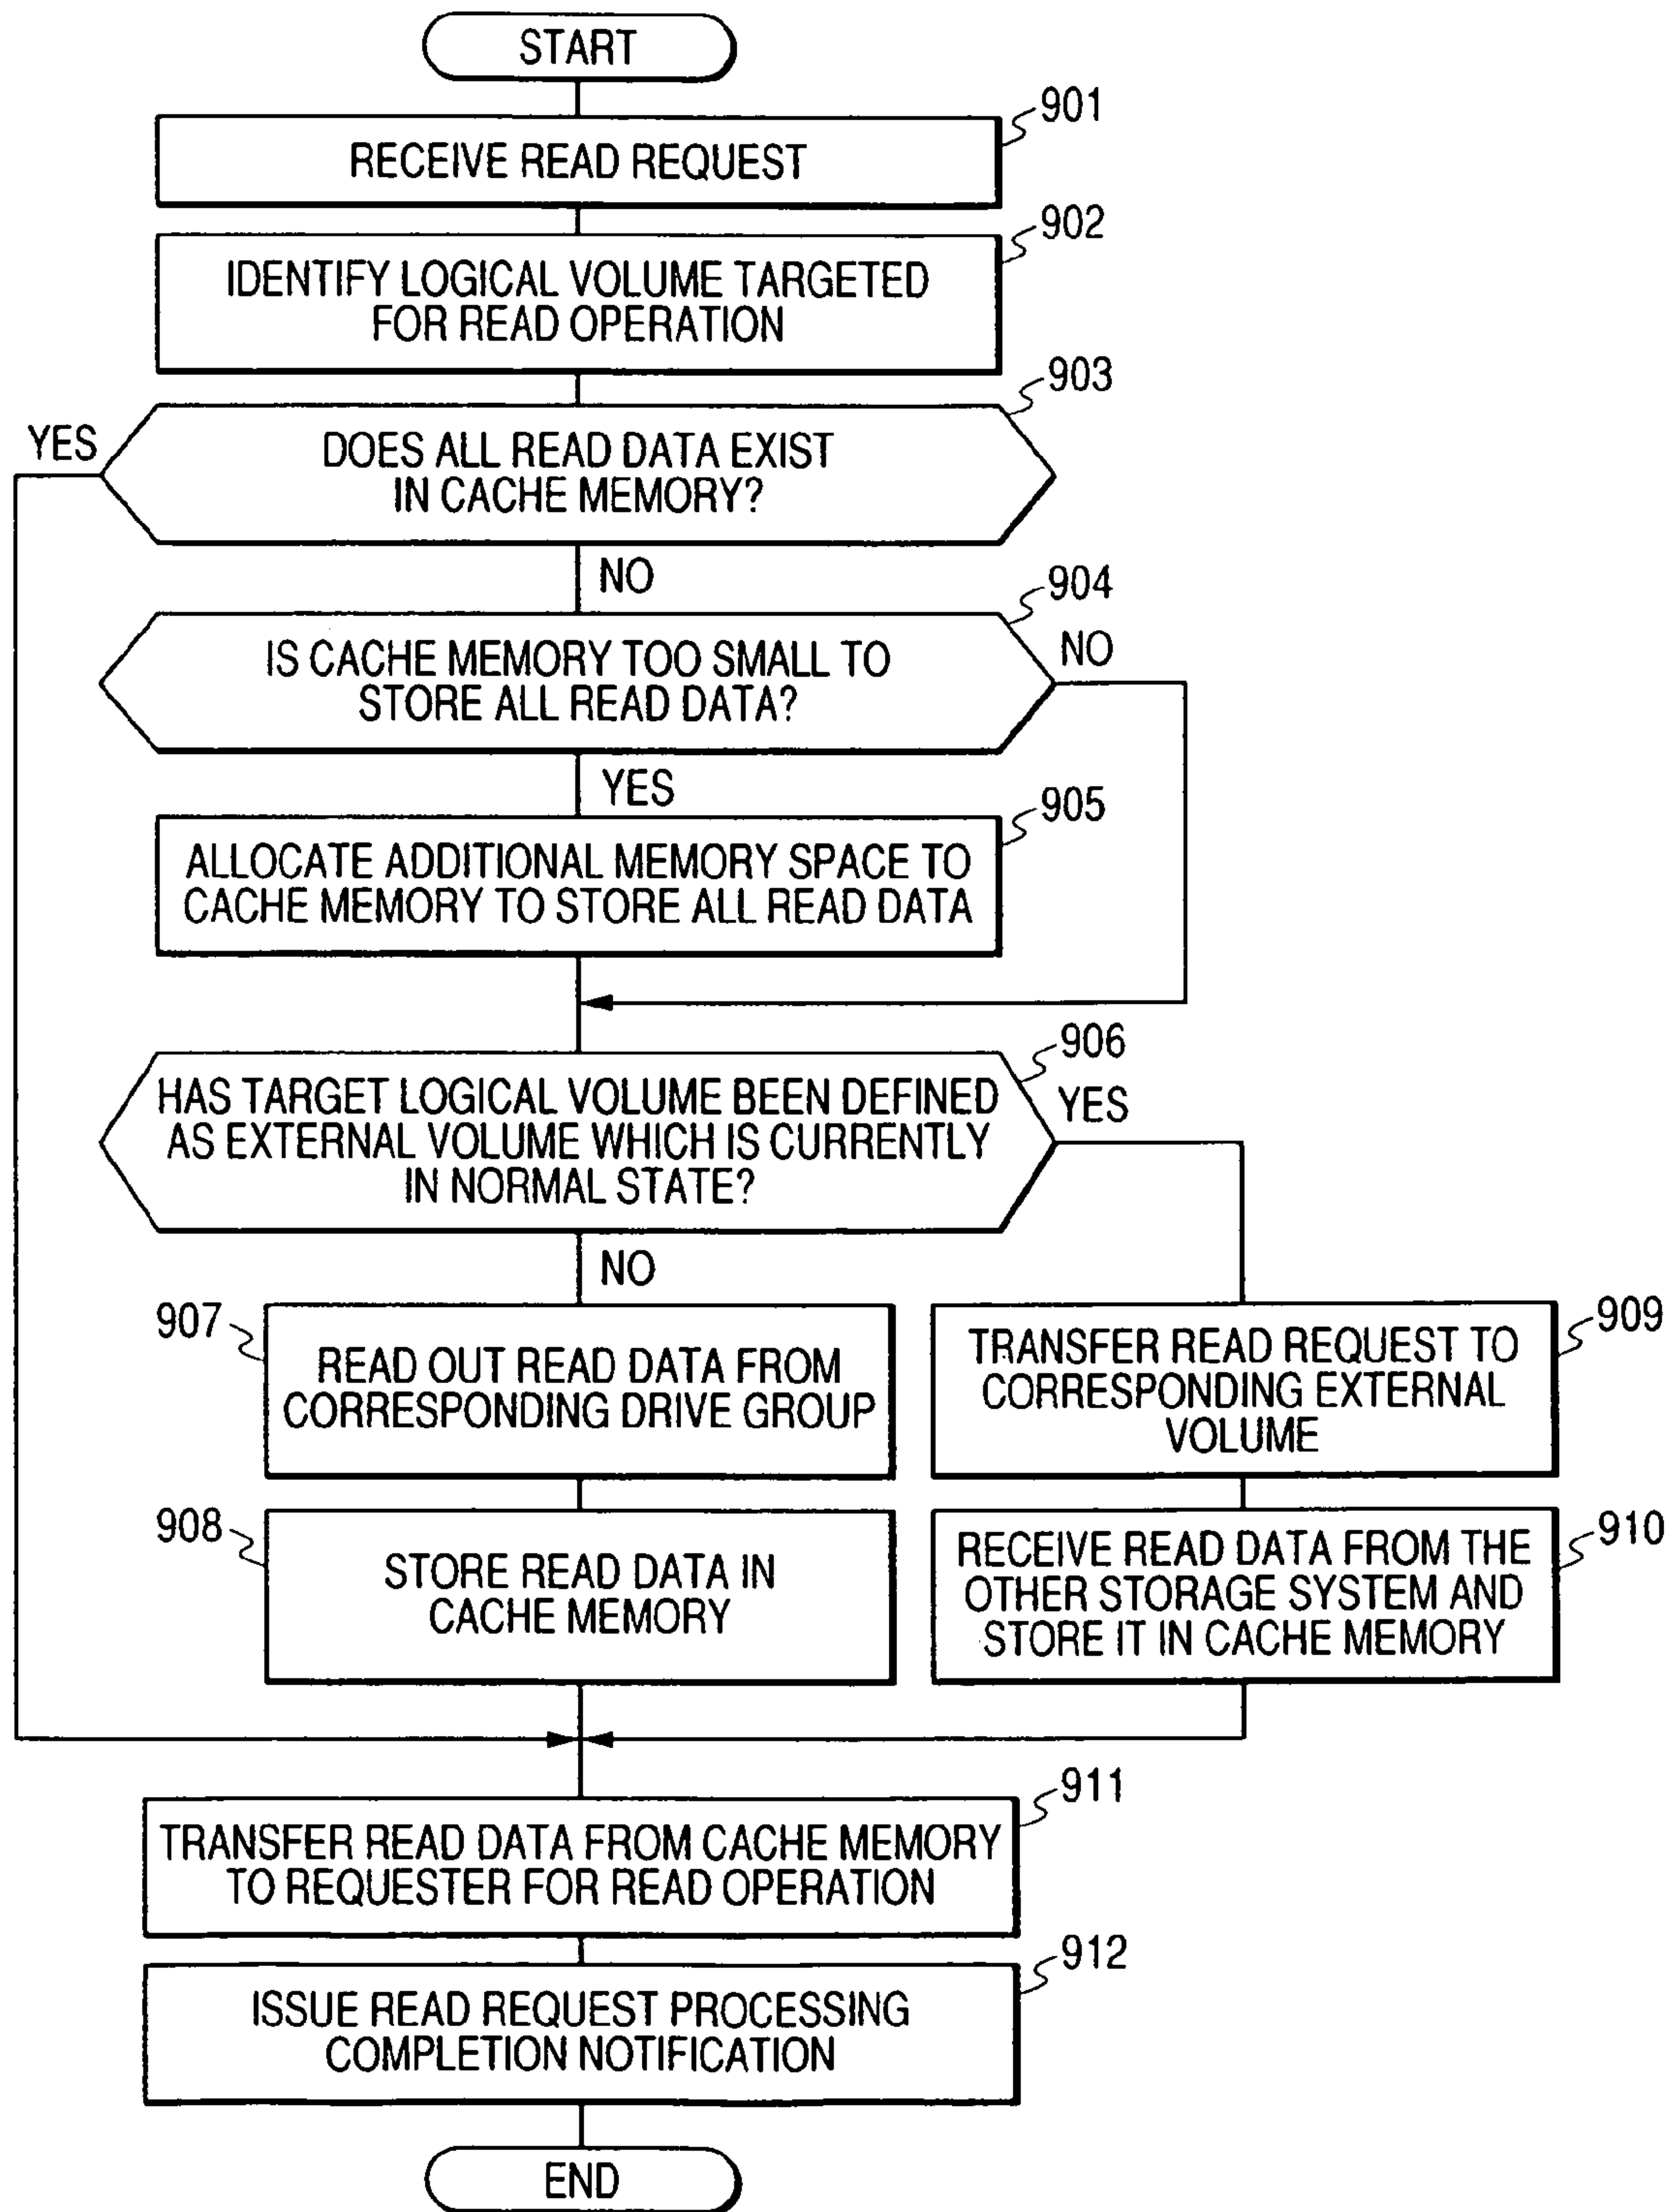 START
901
RECEIVE READ REQUEST
902
IDENTIFY LOGICAL VOLUME TARGETED
FOR READ OPERATION
903
YES
DOES ALL READ DATA EXIST
IN CACHE MEMORY?
NO
904
IS CACHE MEMORY TOO SMALL TO
STORE ALL READ DATA?
NO
YES
905
ALLOCATE ADDITIONAL MEMORY SPACE TO
CACHE MEMORY TO STORE ALL READ DATA
906
HAS TARGET LOGICAL VOLUME BEEN DEFINED
AS EXTERNAL VOLUME WHICH IS CURRENTLY
IN NORMAL STATE?
YES
NO
907
READ OUT READ DATA FROM
CORRESPONDING DRIVE GROUP
909
TRANSFER READ REQUEST TO
CORRESPONDING EXTERNAL
VOLUME
908
STORE READ DATA IN
CACHE MEMORY
910
RECEIVE READ DATA FROM THE
OTHER STORAGE SYSTEM AND
STORE IT IN CACHE MEMORY
911
TRANSFER READ DATA FROM CACHE MEMORY
TO REQUESTER FOR READ OPERATION
912
ISSUE READ REQUEST PROCESSING
COMPLETION NOTIFICATION
END